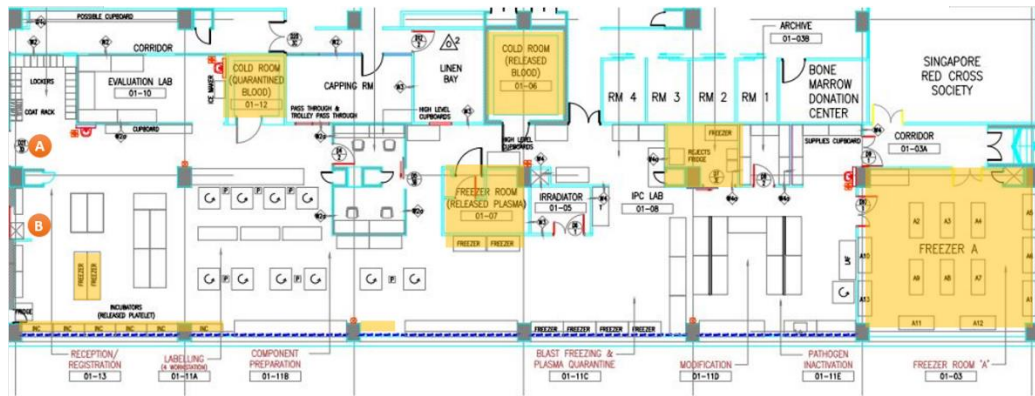 POSSIBLE CUPBOARD
CORRIDOR
LOCKERS
COAT RACK
EVALUATION LAB
01-10
CUPBOARD
ICE MAKER
COLD ROOM
(QUARANTINED
BLOOD)
01-12
CAPPING RM
PASS THROUGH &
TROLLEY PASS THROUGH
LINEN
BAY
2
HIGH LEVEL
CUPBOARDS
COLD ROOM
(RELEASED
BLOOD)
01-06
HIGH LEVEL
CUPBOARDS
RM 4
RM 3
RM 2
RM 1
ARCHIVE
01-03B
BONE
MARROW
DONATION
CENTER
SINGAPORE
RED CROSS
SOCIETY
FREEZER
REJECTS
FRIDGE
SUPPLIES CUPBOARD
CORRIDOR
01-03A
A
B
FREEZER ROOM
(RELEASED PLASMA)
01-07
FREEZER
FREEZER
IRRADIATOR
01-05
IPC LAB
01-08
LAF
FREEZER A
A2
A3
A4
A10
A9
A8
A7
A6
A13
A11
A12
FREEZER
FREEZER
INCUBATORS
(RELEASED PLATELET)
FRIDGE
INC
INC
INC
INC
INC
INC
INC
P
P
P
P
FREEZER
FREEZER
FREEZER
FREEZER
RECEPTION/
REGISTRATION
01-13
LABELLING
(4 WORKSTATION)
01-11A
COMPONENT
PREPARATION
01-11B
BLAST FREEZING &
PLASMA QUARANTINE
01-11C
MODIFICATION
01-11D
PATHOGEN
INACTIVATION
01-11E
FREEZER ROOM "A"
01-03